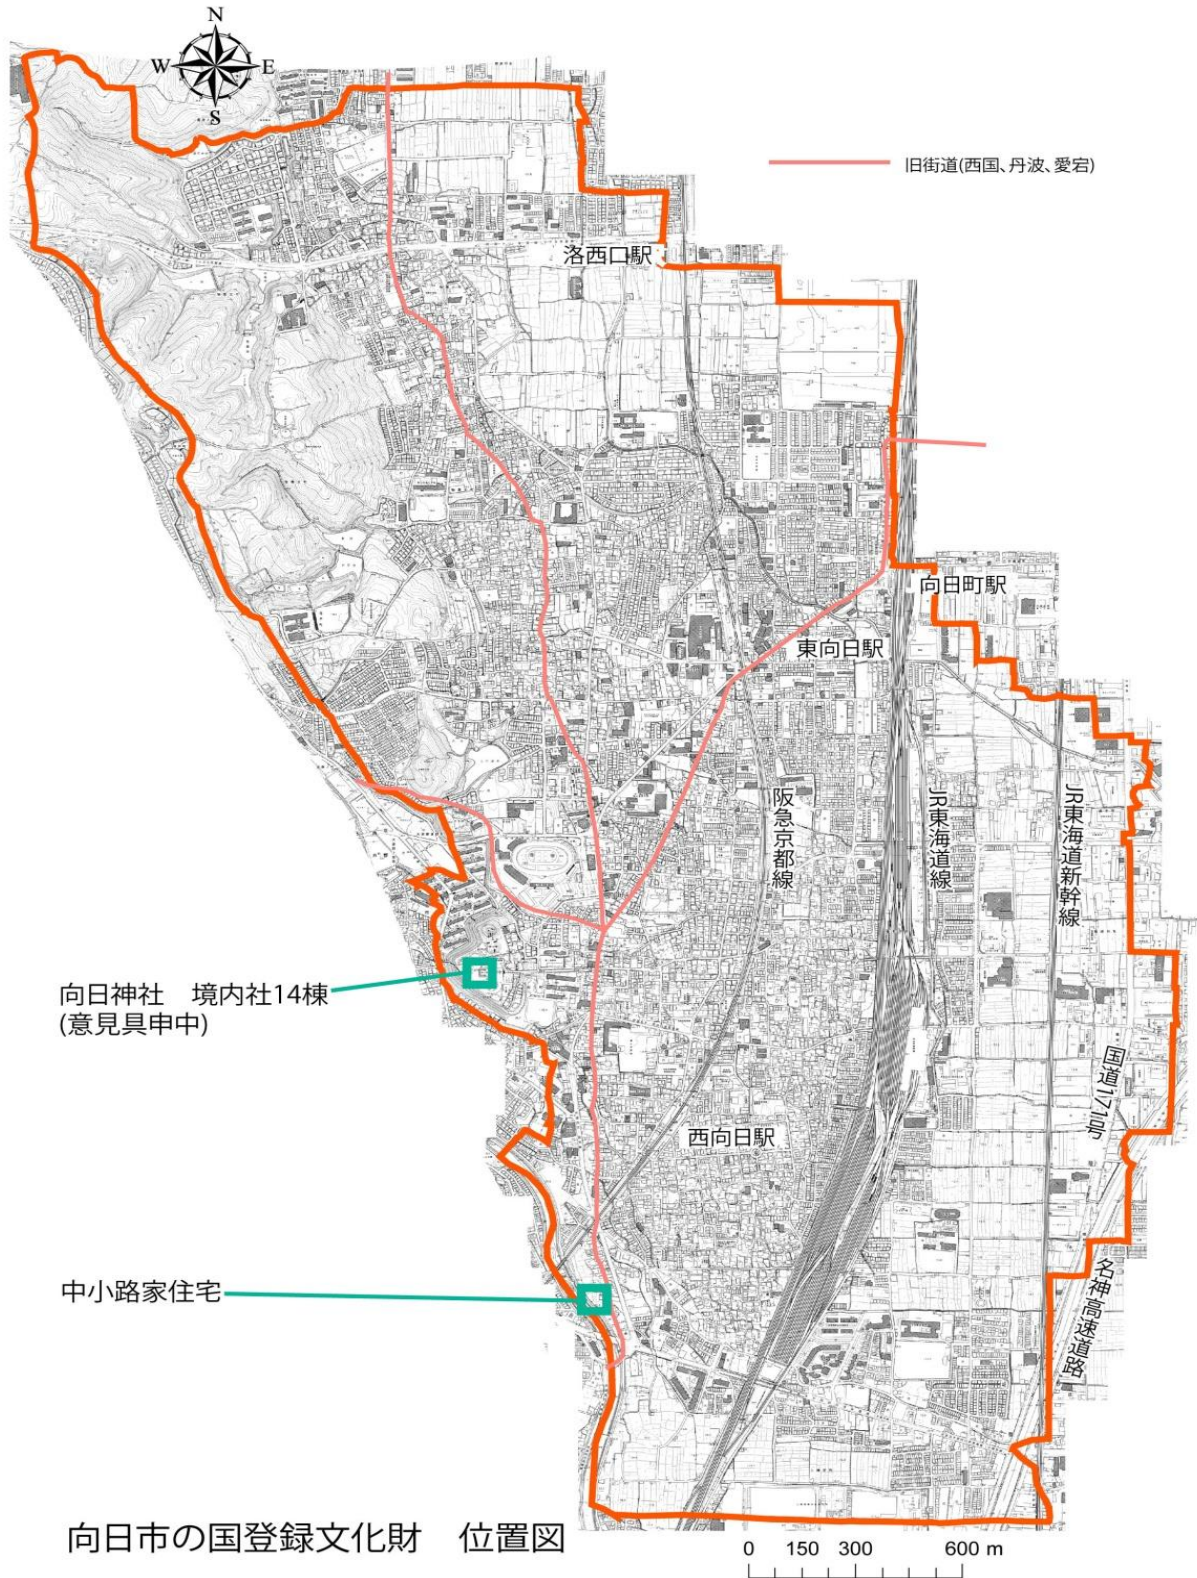 N
W
E
S
旧街道(西国、丹波、愛宕)
洛西口駅
向日町駅
東向日駅
阪急京都線
JR東海道線
JR東海道新幹線
向日神社　境内社14棟
(意見具申中)
国道171号
西向日駅
中小路家住宅
名神高速道路
向日市の国登録文化財　位置図
0 150 300 600 m